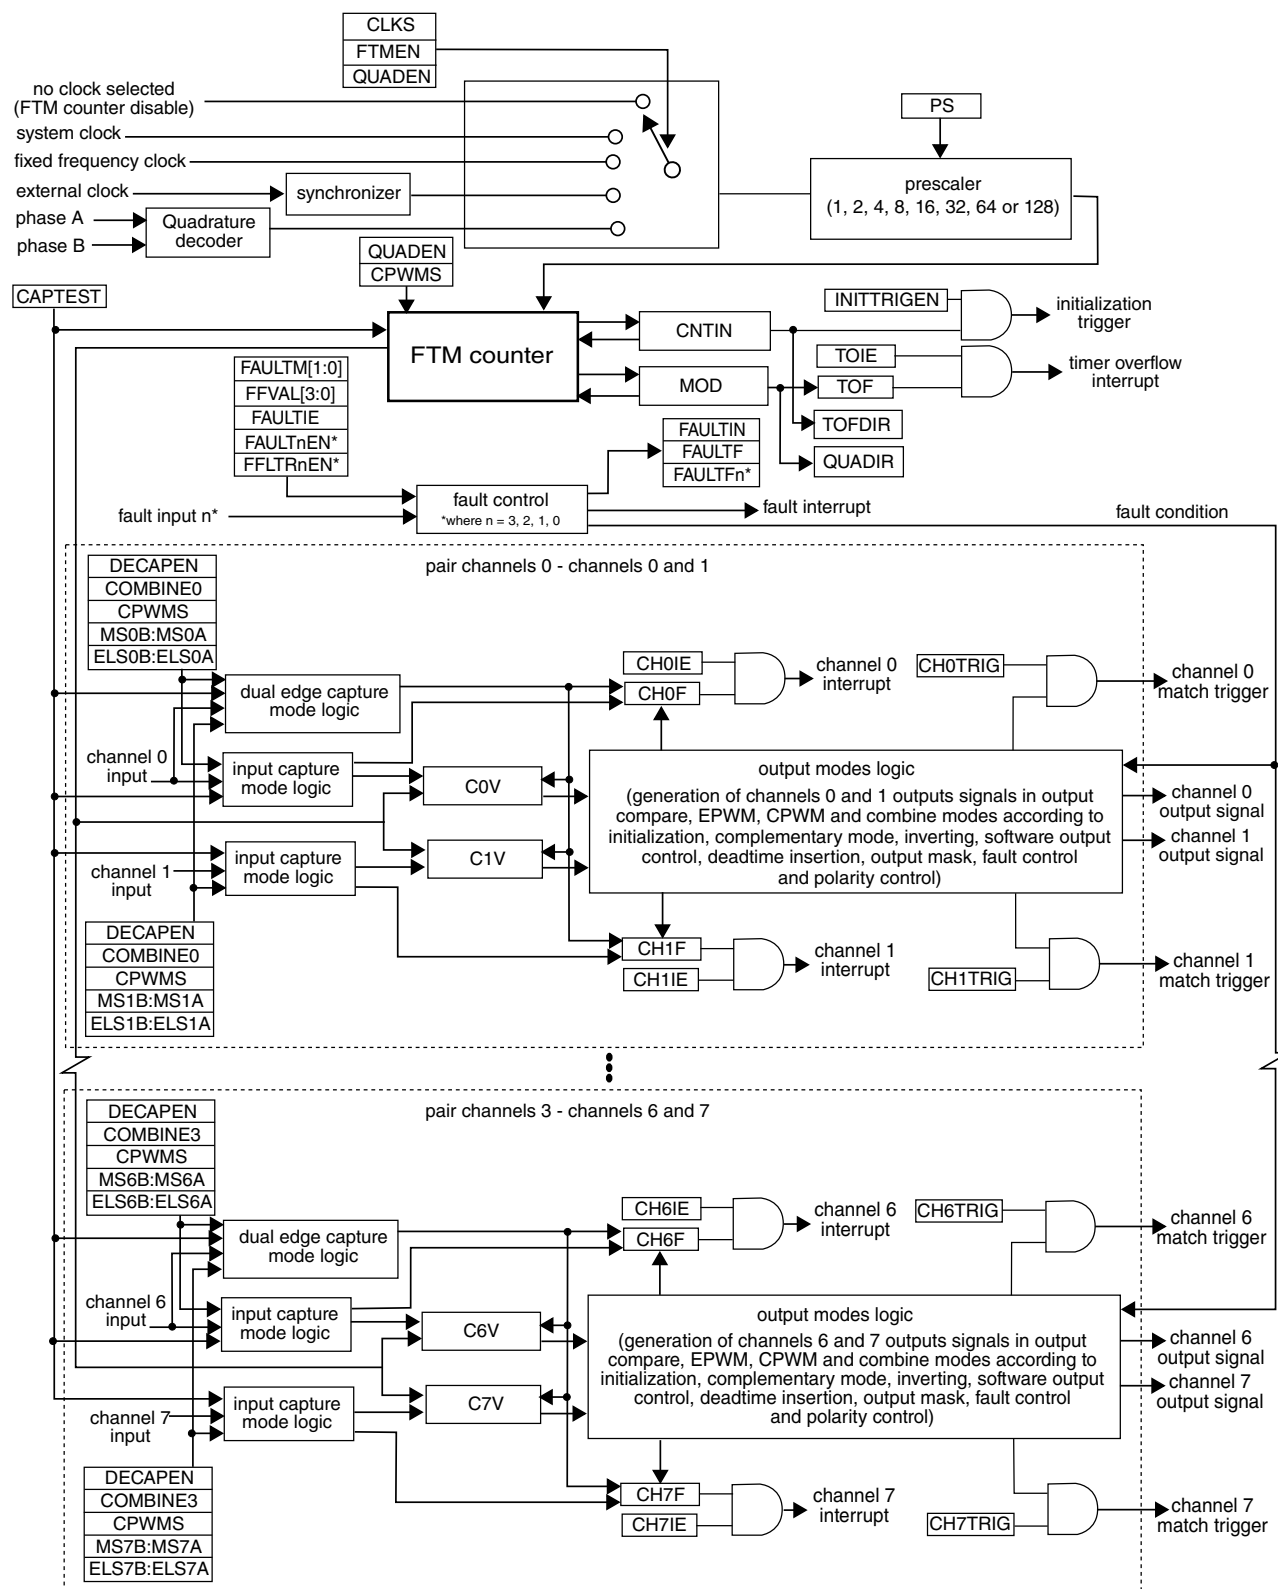 CLKS
FTMEN
QUADEN
no clock selected
(FTM counter disable)
system clock
fixed frequency clock
external clock
synchronizer
phase A
phase B
Quadrature
decoder
PS
prescaler
(1, 2, 4, 8, 16, 32, 64 or 128)
QUADEN
CPWMS
CAPTEST
FTM counter
CNTIN
MOD
INITTRIGEN
initialization
trigger
TOIE
TOF
timer overflow
interrupt
TOFDIR
QUADIR
FAULTM[1:0]
FFVAL[3:0]
FAULTIE
FAULTnEN*
FFLTRnEN*
FAULTIN
FAULTF
FAULTFn*
fault input n*
fault control
*where n = 3, 2, 1, 0
fault interrupt
fault condition
pair channels 0 - channels 0 and 1
DECAPEN
COMBINE0
CPWMS
MS0B:MS0A
ELS0B:ELS0A
dual edge capture
mode logic
channel 0
input
input capture
mode logic
C0V
CH0IE
CH0F
channel 0
interrupt
CH0TRIG
channel 0
match trigger
output modes logic
(generation of channels 0 and 1 outputs signals in output
compare, EPWM, CPWM and combine modes according to
initialization, complementary mode, inverting, software output
control, deadtime insertion, output mask, fault control
and polarity control)
channel 0
output signal
channel 1
output signal
channel 1
input
input capture
mode logic
C1V
DECAPEN
COMBINE0
CPWMS
MS1B:MS1A
ELS1B:ELS1A
CH1F
CH1IE
channel 1
interrupt
CH1TRIG
channel 1
match trigger
pair channels 3 - channels 6 and 7
DECAPEN
COMBINE3
CPWMS
MS6B:MS6A
ELS6B:ELS6A
dual edge capture
mode logic
channel 6
input
input capture
mode logic
C6V
CH6IE
CH6F
channel 6
interrupt
CH6TRIG
channel 6
match trigger
output modes logic
(generation of channels 6 and 7 outputs signals in output
compare, EPWM, CPWM and combine modes according to
initialization, complementary mode, inverting, software output
control, deadtime insertion, output mask, fault control
and polarity control)
channel 6
output signal
channel 7
output signal
channel 7
input
input capture
mode logic
C7V
DECAPEN
COMBINE3
CPWMS
MS7B:MS7A
ELS7B:ELS7A
CH7F
CH7IE
channel 7
interrupt
CH7TRIG
channel 7
match trigger